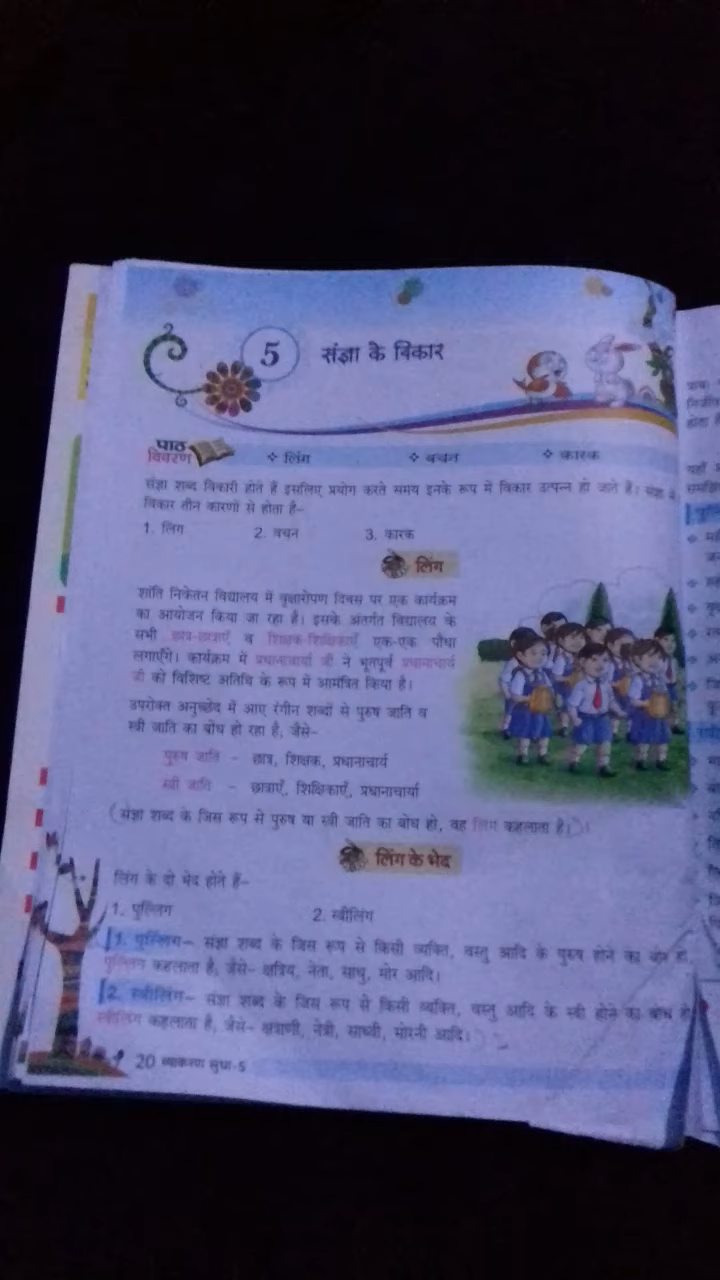 5
संज्ञा के विकार
पाठ
विवरण
❖ लिंग
❖ वचन
❖ कारक
संज्ञा शब्द विकारी होते हैं इसलिए प्रयोग करते समय इनके रूप में विकार उत्पन्न हो जाते हैं। संज्ञा में
विकार तीन कारणों से होता है–
1. लिंग 2. वचन 3. कारक
लिंग
शांति निकेतन विद्यालय में वृक्षारोपण दिवस पर एक कार्यक्रम
का आयोजन किया जा रहा है। इसके अंतर्गत विद्यालय के
सभी छात्र-छात्राएँ व शिक्षक-शिक्षिकाएँ एक-एक पौधा
लगाएँगे। कार्यक्रम में प्रधानाचार्या जी ने भूतपूर्व प्रधानाचार्य
जी को विशिष्ट अतिथि के रूप में आमंत्रित किया है।
उपरोक्त अनुच्छेद में आए रंगीन शब्दों से पुरुष जाति व
स्त्री जाति का बोध हो रहा है, जैसे–
पुरुष जाति – छात्र, शिक्षक, प्रधानाचार्य
स्त्री जाति – छात्राएँ, शिक्षिकाएँ, प्रधानाचार्या
(संज्ञा शब्द के जिस रूप से पुरुष या स्त्री जाति का बोध हो, वह लिंग कहलाता है।)
लिंग के भेद
लिंग के दो भेद होते हैं–
1. पुल्लिंग 2. स्त्रीलिंग
1. पुल्लिंग– संज्ञा शब्द के जिस रूप से किसी व्यक्ति, वस्तु आदि के पुरुष होने का बोध हो,
पुल्लिंग कहलाता है, जैसे– क्षत्रिय, नेता, साधु, मोर आदि।
2. स्त्रीलिंग– संज्ञा शब्द के जिस रूप से किसी व्यक्ति, वस्तु आदि के स्त्री होने का बोध हो
स्त्रीलिंग कहलाता है, जैसे– क्षत्राणी, नेत्री, साध्वी, मोरनी आदि।
20 व्याकरण सुधा-5